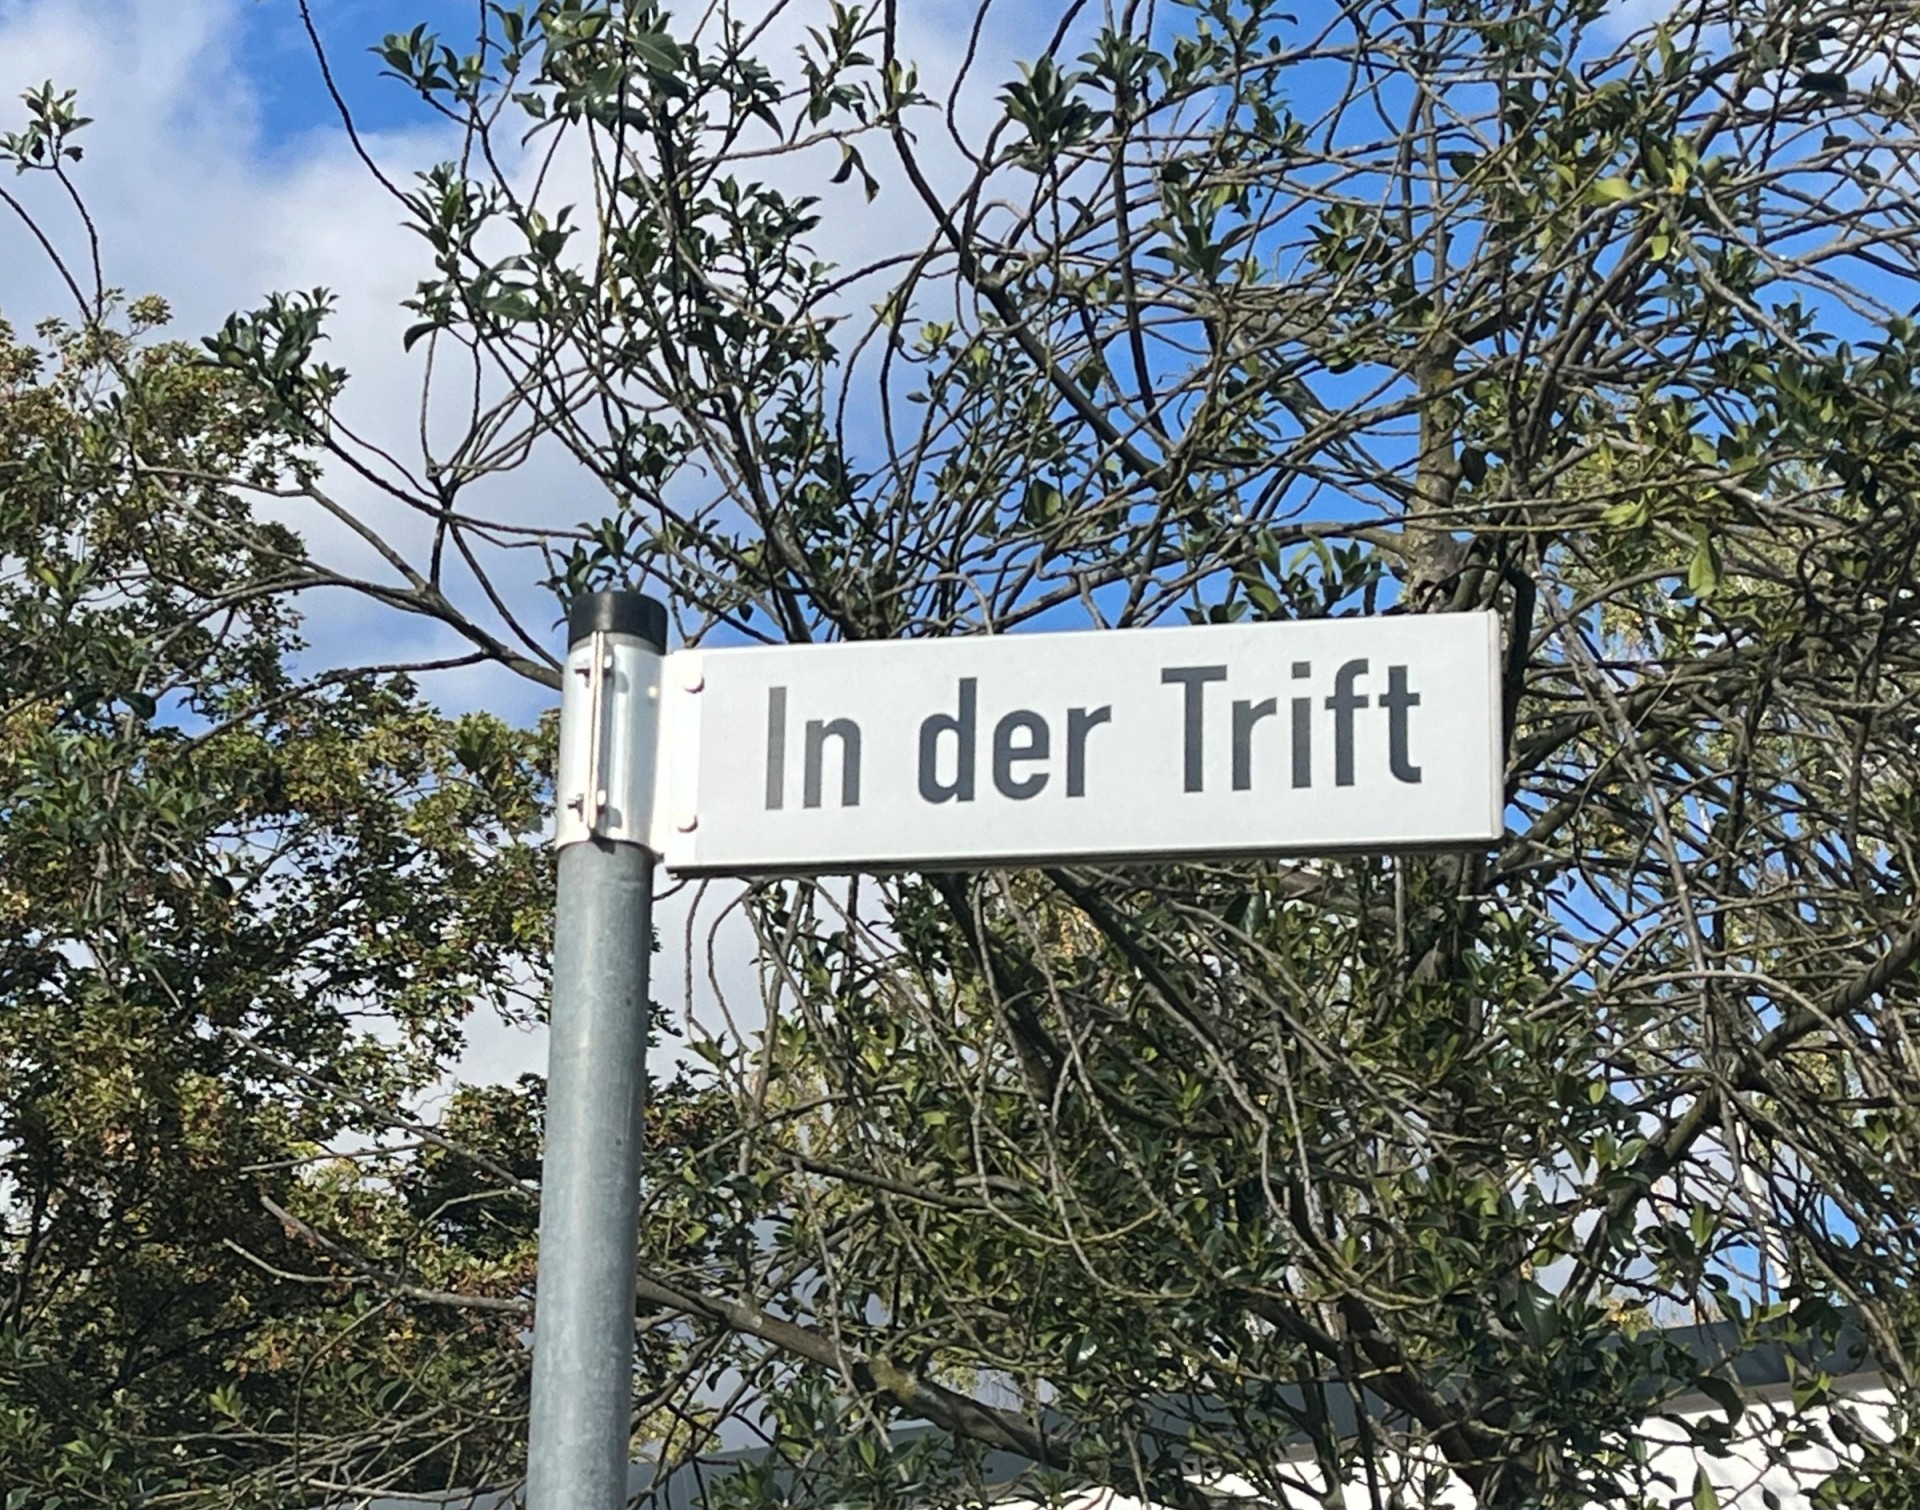 In der Trift